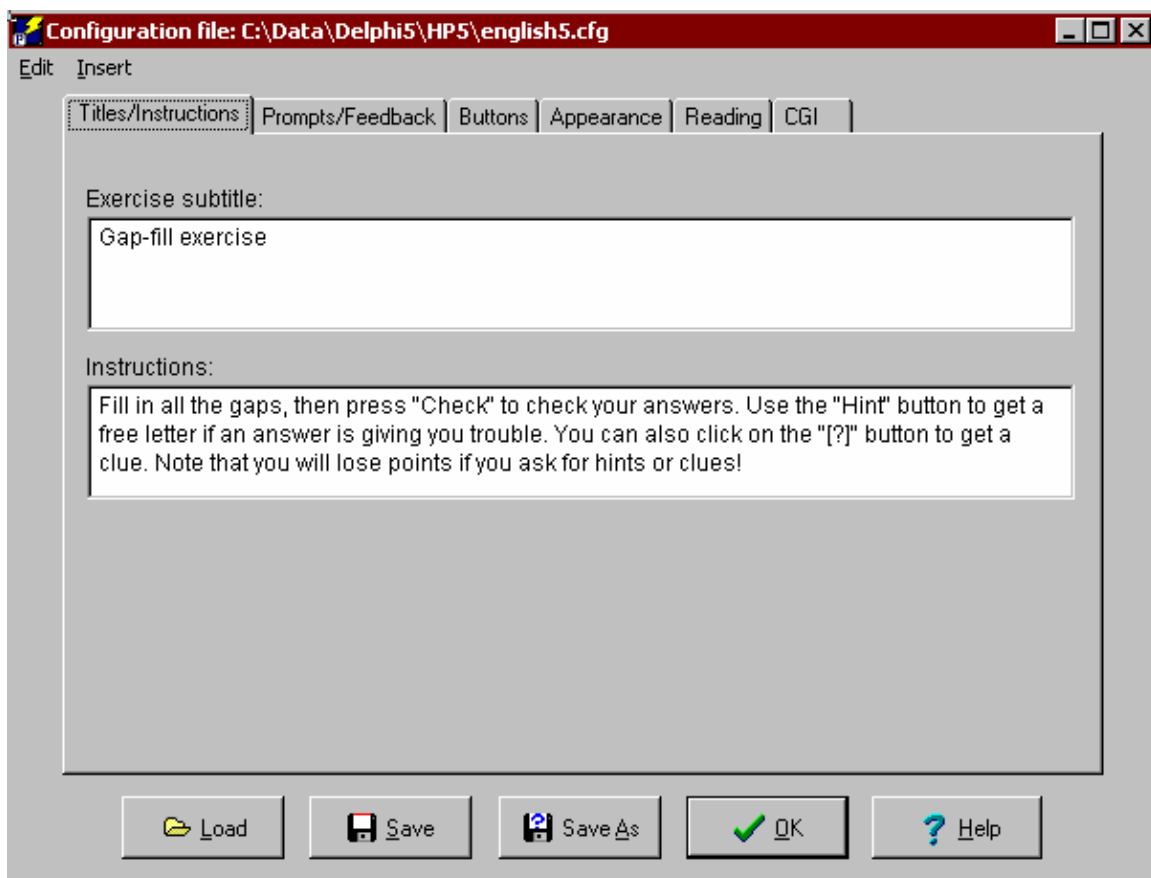 Configuration file: C:\Data\Delphi5\HP5\english5.cfg
Edit Insert
Titles/Instructions Prompts/Feedback Buttons Appearance Reading CGI
Exercise subtitle:
Gap-fill exercise
Instructions:
Fill in all the gaps, then press "Check" to check your answers. Use the "Hint" button to get a
free letter if an answer is giving you trouble. You can also click on the "[?]" button to get a
clue. Note that you will lose points if you ask for hints or clues!
Load Save Save As OK Help